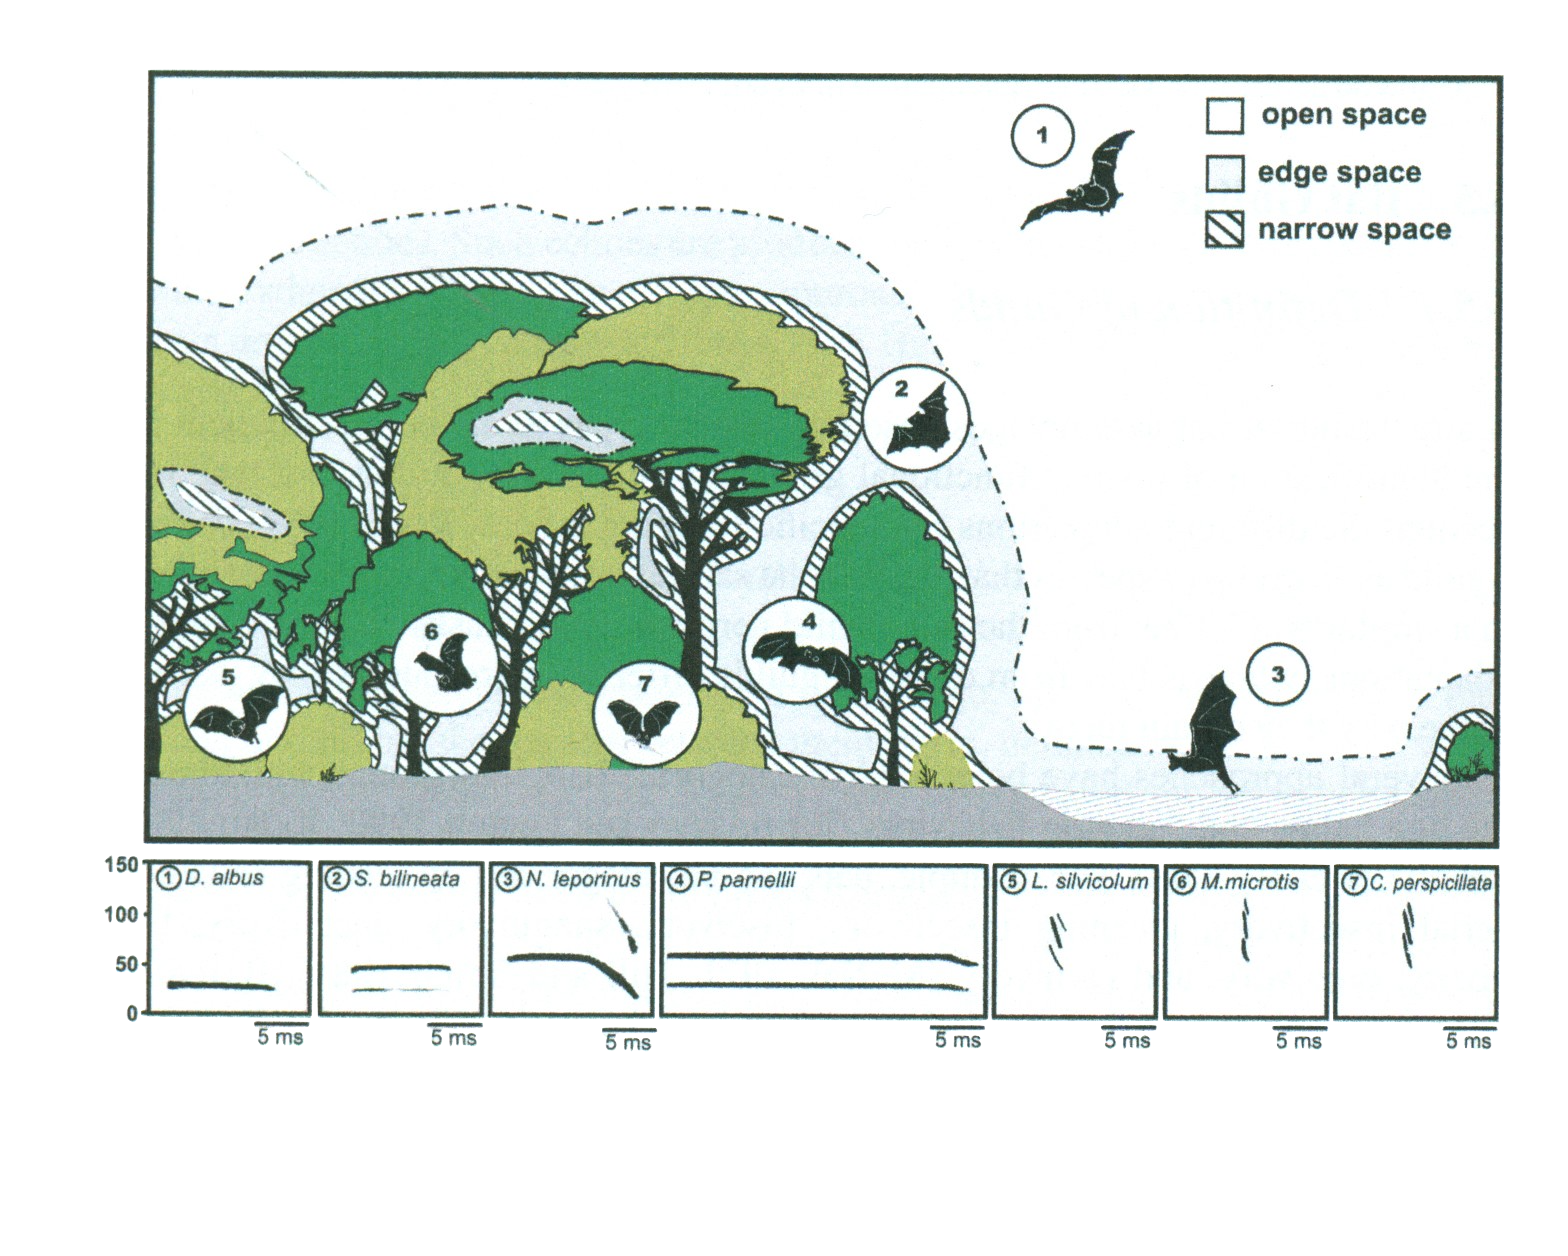 1
open space
edge space
narrow space
2
3
4
5
6
7
150
100
50
0
1 D. albus
2 S. bilineata
3 N. leporinus
4 P. parnellii
5 L. silvicolum
6 M.microtis
7 C. perspicillata
5 ms
5 ms
5 ms
5 ms
5 ms
5 ms
5 ms